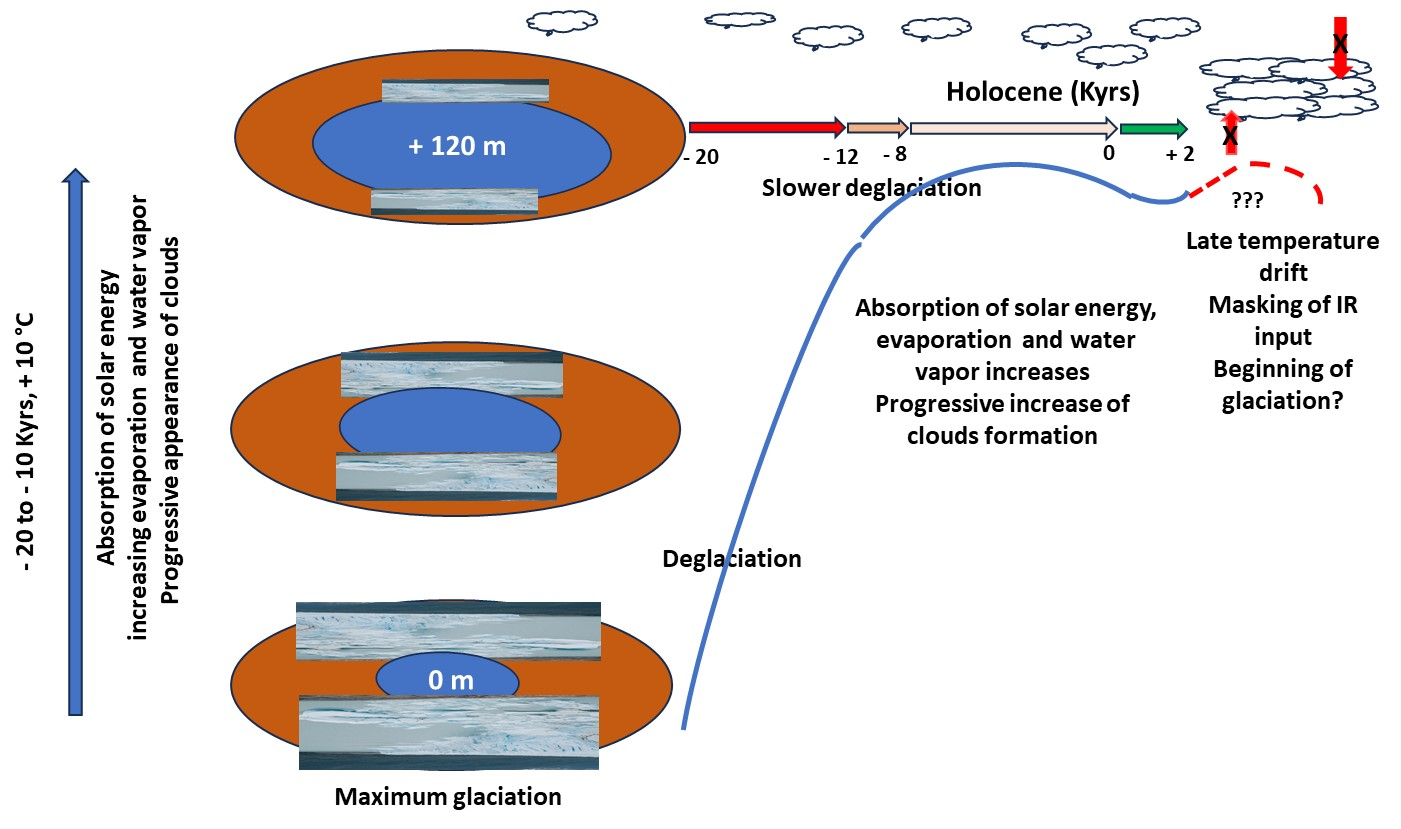 + 120 m
Holocene (Kyrs)
X
X
- 20
- 12
- 8
0
+ 2
Slower deglaciation
???
Late temperature
drift
Masking of IR
input
Beginning of
glaciation?
Absorption of solar energy,
evaporation and water
vapor increases
Progressive increase of
clouds formation
- 20 to - 10 Kyrs, + 10 °C
Absorption of solar energy
increasing evaporation and water vapor
Progressive appearance of clouds
Deglaciation
0 m
Maximum glaciation